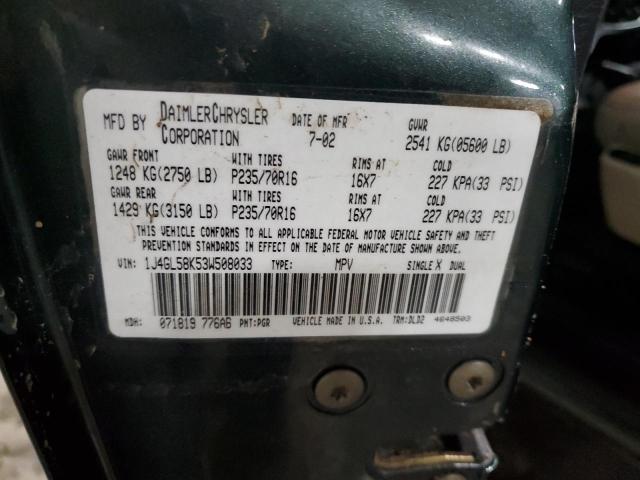 MFD BY DAIMLERCHRYSLER CORPORATION DATE OF MFR 7-02 GVWR 2541 KG(05600 LB)
GAWR FRONT WITH TIRES RIMS AT COLD
1248 KG(2750 LB) P235/70R16 16X7 227 KPA(33 PSI)
GAWR REAR WITH TIRES RIMS AT COLD
1429 KG(3150 LB) P235/70R16 16X7 227 KPA(33 PSI)
THIS VEHICLE CONFORMS TO ALL APPLICABLE FEDERAL MOTOR VEHICLE SAFETY AND THEFT
PREVENTION STANDARDS IN EFFECT ON THE DATE OF MANUFACTURE SHOWN ABOVE.
VIN: 1J4GL58K53W508033 TYPE: MPV SINGLE X DUAL
MDH: 071819 776A6 PNT:PGR VEHICLE MADE IN U.S.A. TRM:DLD2 4648503